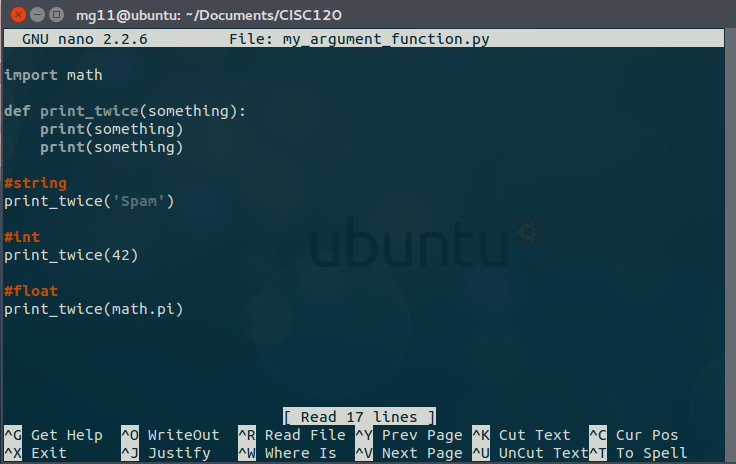 mg11@ubuntu: ~/Documents/CISC120
GNU nano 2.2.6 File: my_argument_function.py
import math
def print_twice(something):
    print(something)
    print(something)
#string
print_twice('Spam')
#int
print_twice(42)
#float
print_twice(math.pi)
ubuntu
[ Read 17 lines ]
^G Get Help ^O WriteOut ^R Read File ^Y Prev Page ^K Cut Text ^C Cur Pos
^X Exit ^J Justify ^W Where Is ^V Next Page ^U UnCut Text ^T To Spell